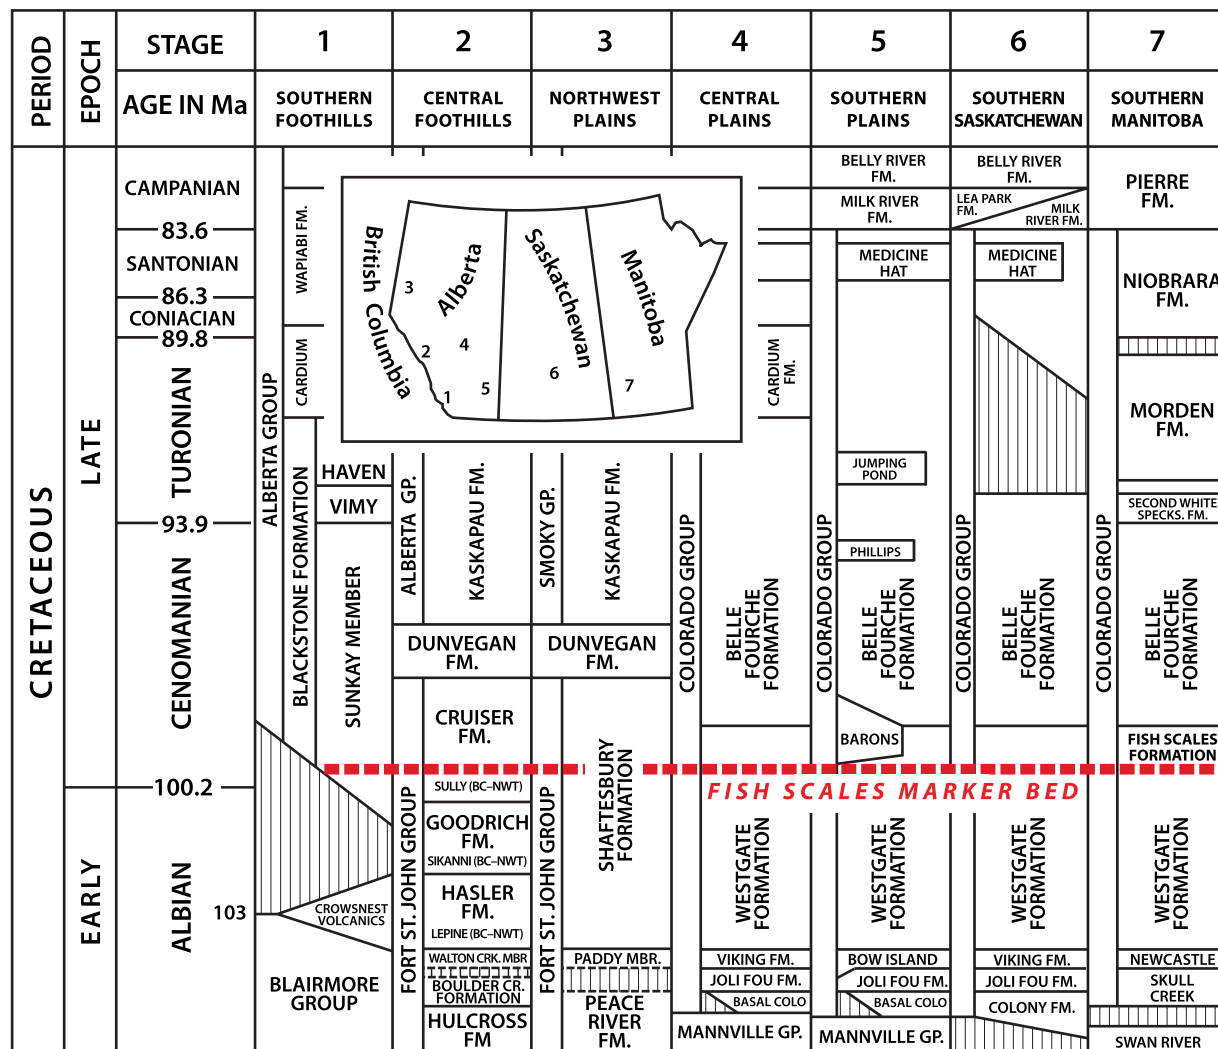 PERIOD
EPOCH
STAGE
1
2
3
4
5
6
7
AGE IN Ma
SOUTHERN
FOOTHILLS
CENTRAL
FOOTHILLS
NORTHWEST
PLAINS
CENTRAL
PLAINS
SOUTHERN
PLAINS
SOUTHERN
SASKATCHEWAN
SOUTHERN
MANITOBA
CRETACEOUS
LATE
EARLY
CAMPANIAN
83.6
SANTONIAN
86.3
CONIACIAN
89.8
TURONIAN
93.9
CENOMANIAN
100.2
ALBIAN
103
ALBERTA GROUP
WAPIABI FM.
CARDIUM
BLACKSTONE FORMATION
HAVEN
VIMY
SUNKAY MEMBER
CROWSNEST
VOLCANICS
BLAIRMORE
GROUP
British Columbia
Alberta
Saskatchewan
Manitoba
3
2
4
1
5
6
7
ALBERTA GP.
KASKAPAU FM.
DUNVEGAN
FM.
FORT ST. JOHN GROUP
CRUISER
FM.
SULLY (BC–NWT)
GOODRICH
FM.
SIKANNI (BC–NWT)
HASLER
FM.
LEPINE (BC–NWT)
WALTON CRK. MBR
BOULDER CR.
FORMATION
HULCROSS
FM
SMOKY GP.
KASKAPAU FM.
DUNVEGAN
FM.
FORT ST. JOHN GROUP
SHAFTESBURY
FORMATION
PADDY MBR.
PEACE
RIVER
FM.
CARDIUM
FM.
COLORADO GROUP
BELLE
FOURCHE
FORMATION
FISH SCALES MARKER BED
WESTGATE
FORMATION
VIKING FM.
JOLI FOU FM.
BASAL COLO
MANNVILLE GP.
BELLY RIVER
FM.
MILK RIVER
FM.
MEDICINE
HAT
JUMPING
POND
PHILLIPS
COLORADO GROUP
BELLE
FOURCHE
FORMATION
BARONS
WESTGATE
FORMATION
BOW ISLAND
JOLI FOU FM.
BASAL COLO
MANNVILLE GP.
BELLY RIVER
FM.
LEA PARK
FM.
MILK
RIVER FM.
MEDICINE
HAT
COLORADO GROUP
BELLE
FOURCHE
FORMATION
WESTGATE
FORMATION
VIKING FM.
JOLI FOU FM.
COLONY FM.
PIERRE
FM.
NIOBRARA
FM.
MORDEN
FM.
SECOND WHITE
SPECKS. FM.
COLORADO GROUP
BELLE
FOURCHE
FORMATION
FISH SCALES
FORMATION
WESTGATE
FORMATION
NEWCASTLE
SKULL
CREEK
SWAN RIVER